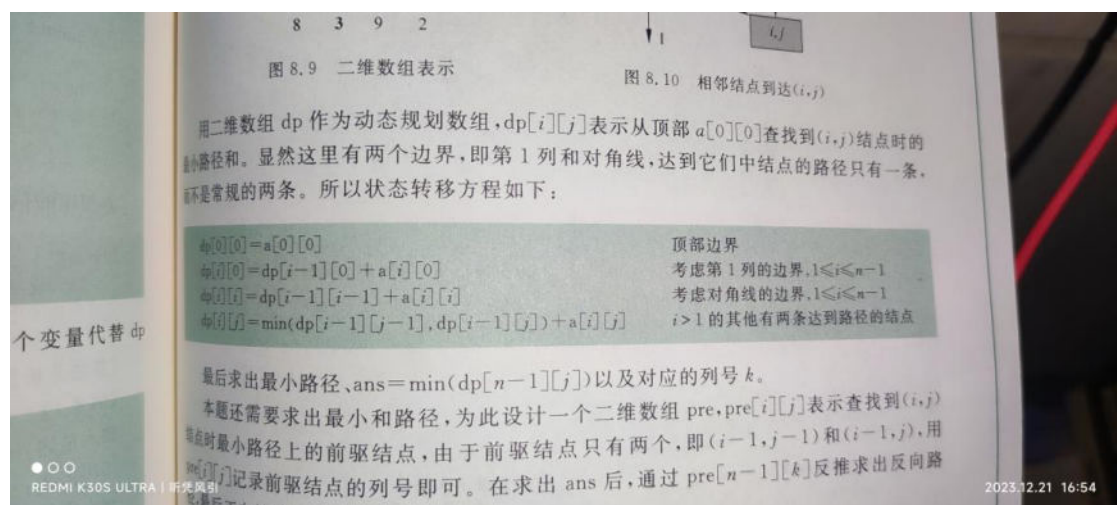 8 3 9 2
1
i,j
图 8.9 二维数组表示
图 8.10 相邻结点到达(i,j)
用二维数组 dp 作为动态规划数组,dp[i][j]表示从顶部 a[0][0]查找到(i,j)结点时的
最小路径和。显然这里有两个边界,即第 1 列和对角线,达到它们中结点的路径只有一条,
而不是常规的两条。所以状态转移方程如下:
dp[0][0]=a[0][0] 顶部边界
dp[i][0]=dp[i-1][0]+a[i][0] 考虑第 1 列的边界,1≤i≤n-1
dp[i][i]=dp[i-1][i-1]+a[i][i] 考虑对角线的边界,1≤i≤n-1
dp[i][j]=min(dp[i-1][j-1],dp[i-1][j])+a[i][j] i>1 的其他有两条达到路径的结点
个变量代替 dp
最后求出最小路径、ans=min(dp[n-1][j])以及对应的列号 k。
本题还需要求出最小和路径,为此设计一个二维数组 pre,pre[i][j]表示查找到(i,j)
结点时最小路径上的前驱结点,由于前驱结点只有两个,即(i-1,j-1)和(i-1,j),用
pre[i][j]记录前驱结点的列号即可。在求出 ans 后,通过 pre[n-1][k]反推求出反向路
REDMI K30S ULTRA | 听凭风引
2023.12.21 16:54